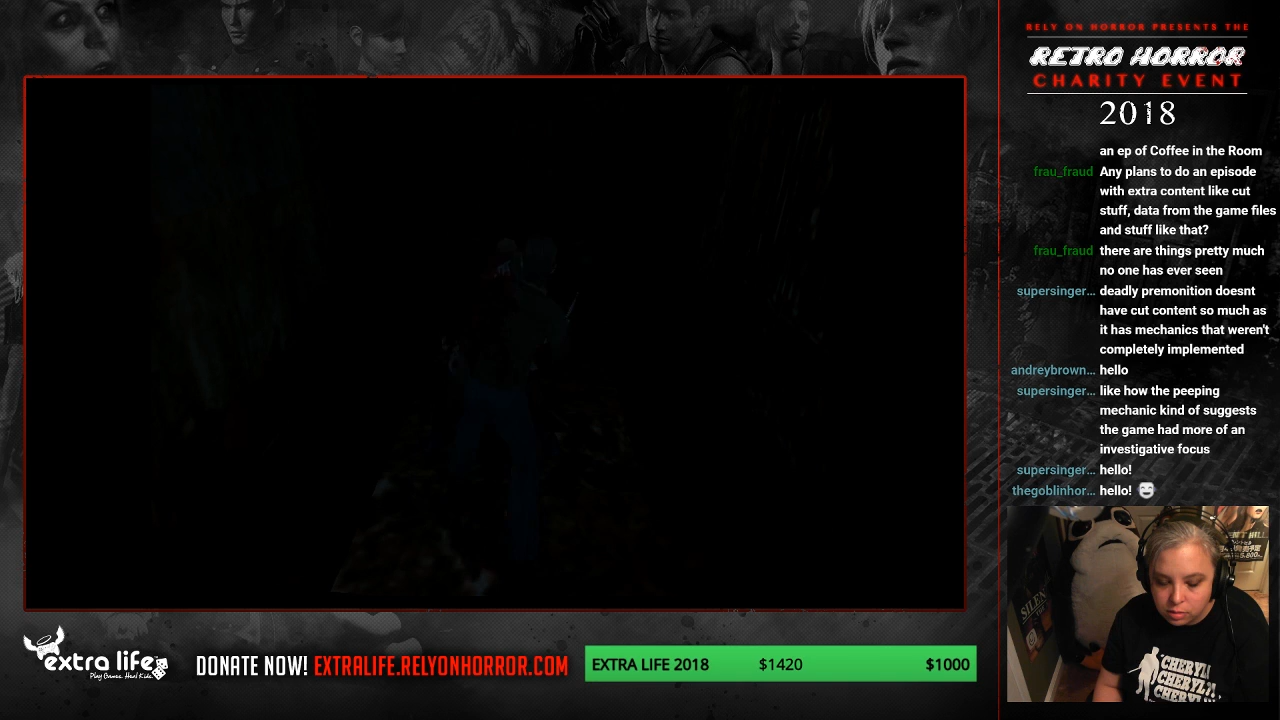 RELY ON HORROR PRESENTS THE
RETRO HORROR
CHARITY EVENT
2018
an ep of Coffee in the Room
frau_fraud Any plans to do an episode
with extra content like cut
stuff, data from the game files
and stuff like that?
frau_fraud there are things pretty much
no one has ever seen
supersinger… deadly premonition doesnt
have cut content so much as
it has mechanics that weren't
completely implemented
andreybrown… hello
supersinger… like how the peeping
mechanic kind of suggests
the game had more of an
investigative focus
supersinger… hello!
thegoblinhor… hello!
SILEN
"CHERYL!
CHERYL?!
CHERYL
extra life
Play Games. Heal Kids.
DONATE NOW! EXTRALIFE.RELYONHORROR.COM
EXTRA LIFE 2018 $1420 $1000